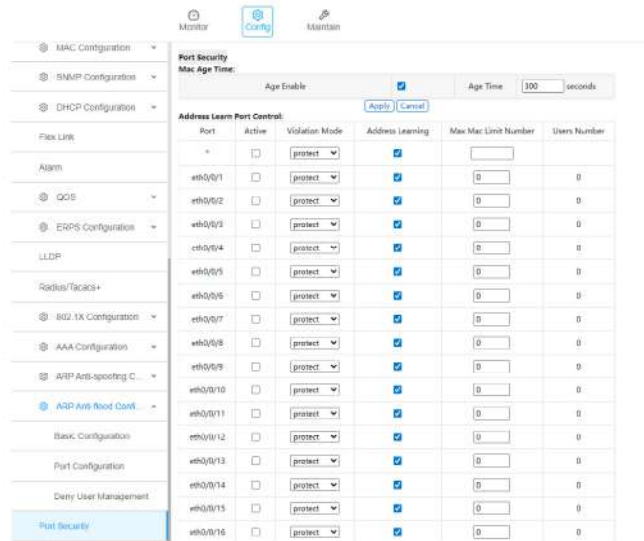 Monitor
Config
Maintain
MAC Configuration
SNMP Configuration
DHCP Configuration
Flex Link
Alarm
QOS
ERPS Configuration
LLDP
Radius/Tacacs+
802.1X Configuration
AAA Configuration
ARP Anti-spoofing C...
ARP Anti-flood Confi...
Basic Configuration
Port Configuration
Deny User Management
Port Security
Port Security
Mac Age Time:
Age Enable Age Time 300 seconds
Apply Cancel
Address Learn Port Control:
Port Active Violation Mode Address Learning Max Mac Limit Number Users Number
* protect
eth0/0/1 protect 0 0
eth0/0/2 protect 0 0
eth0/0/3 protect 0 0
eth0/0/4 protect 0 0
eth0/0/5 protect 0 0
eth0/0/6 protect 0 0
eth0/0/7 protect 0 0
eth0/0/8 protect 0 0
eth0/0/9 protect 0 0
eth0/0/10 protect 0 0
eth0/0/11 protect 0 0
eth0/0/12 protect 0 0
eth0/0/13 protect 0 0
eth0/0/14 protect 0 0
eth0/0/15 protect 0 0
eth0/0/16 protect 0 0